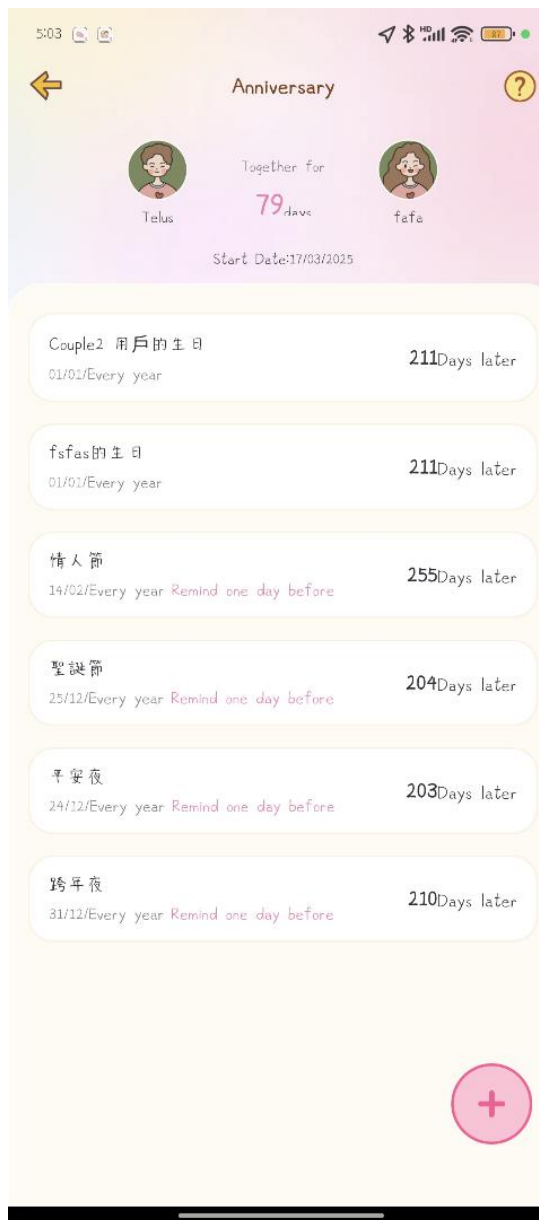 5:03
HD
87
Anniversary
?
Together for
79days
Telus
fafa
Start Date:17/03/2025
Couple2 用戶的生日
01/01/Every year
211Days later
fsfas的生日
01/01/Every year
211Days later
情人節
14/02/Every year Remind one day before
255Days later
聖誕節
25/12/Every year Remind one day before
204Days later
平安夜
24/12/Every year Remind one day before
203Days later
跨年夜
31/12/Every year Remind one day before
210Days later
+